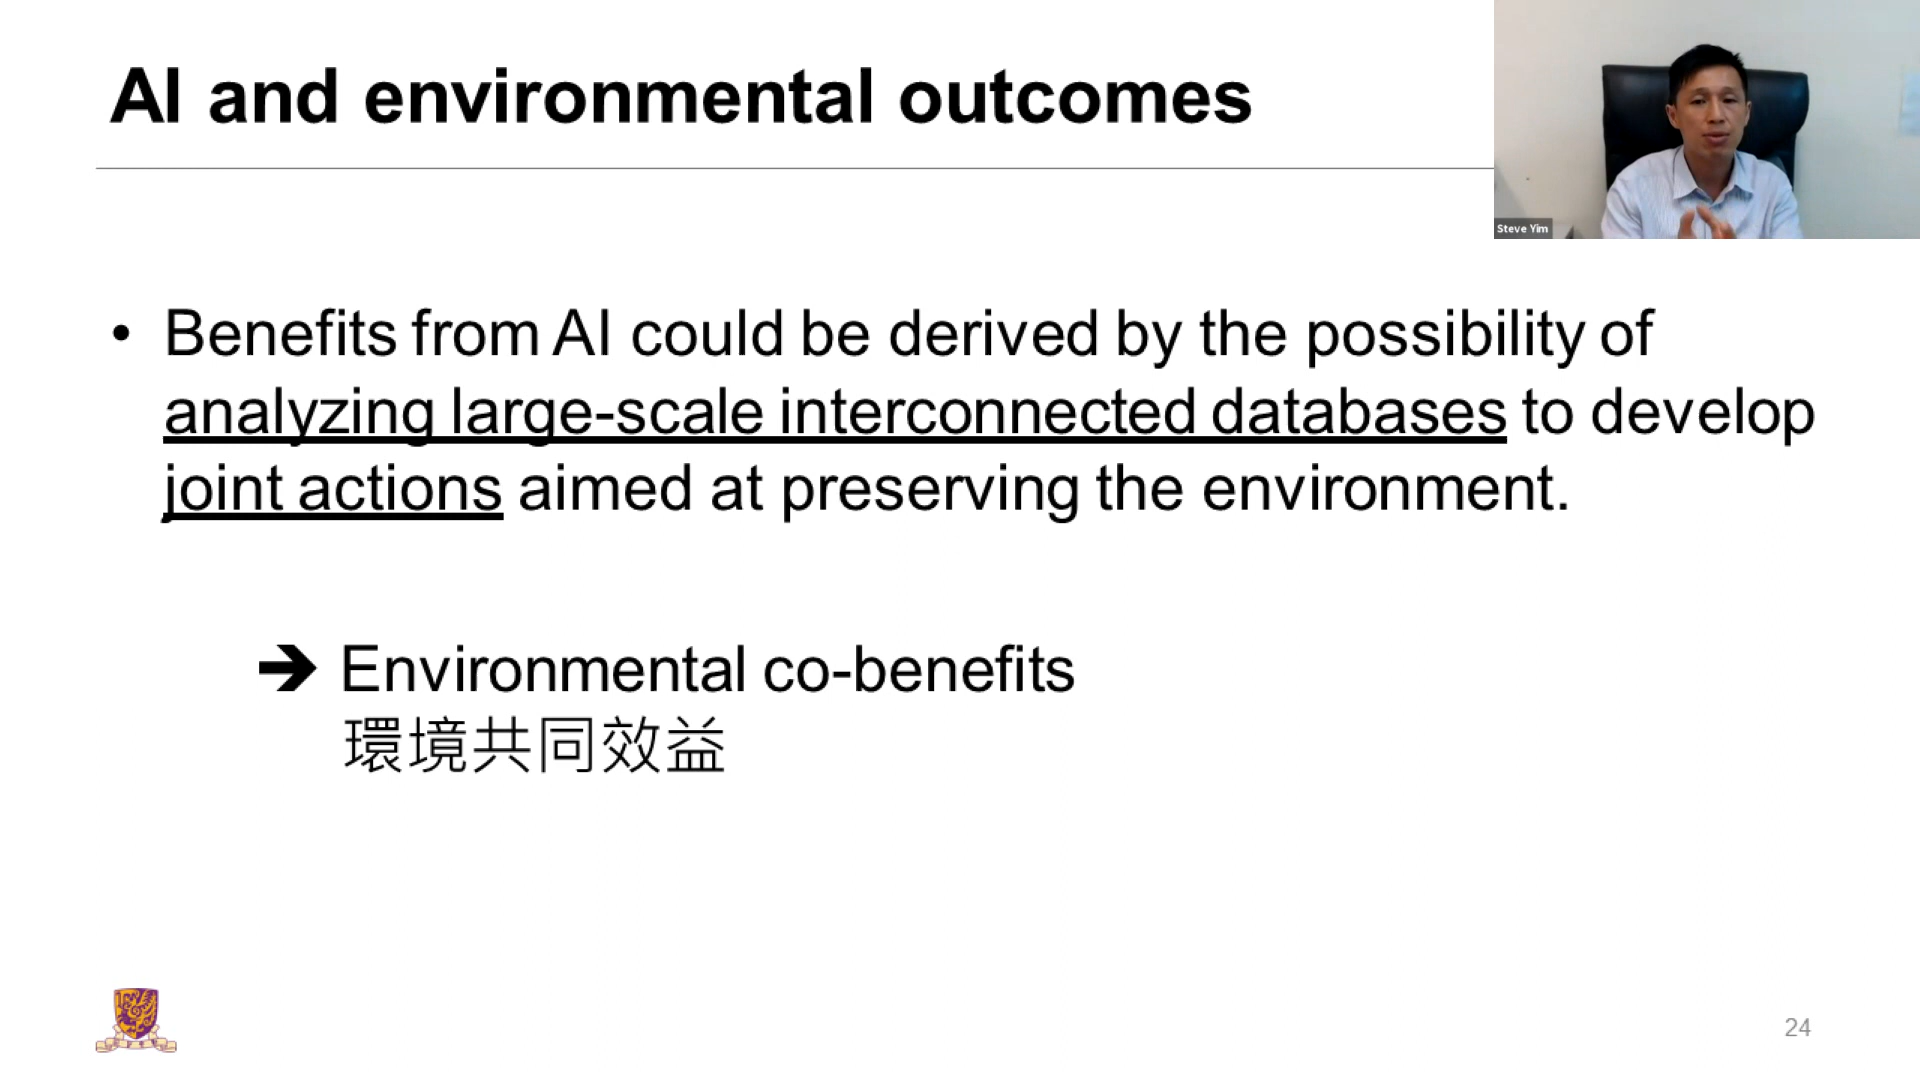 AI and environmental outcomes
Steve Yim
• Benefits from AI could be derived by the possibility of
analyzing large-scale interconnected databases to develop
joint actions aimed at preserving the environment.
➔ Environmental co-benefits
環境共同效益
24